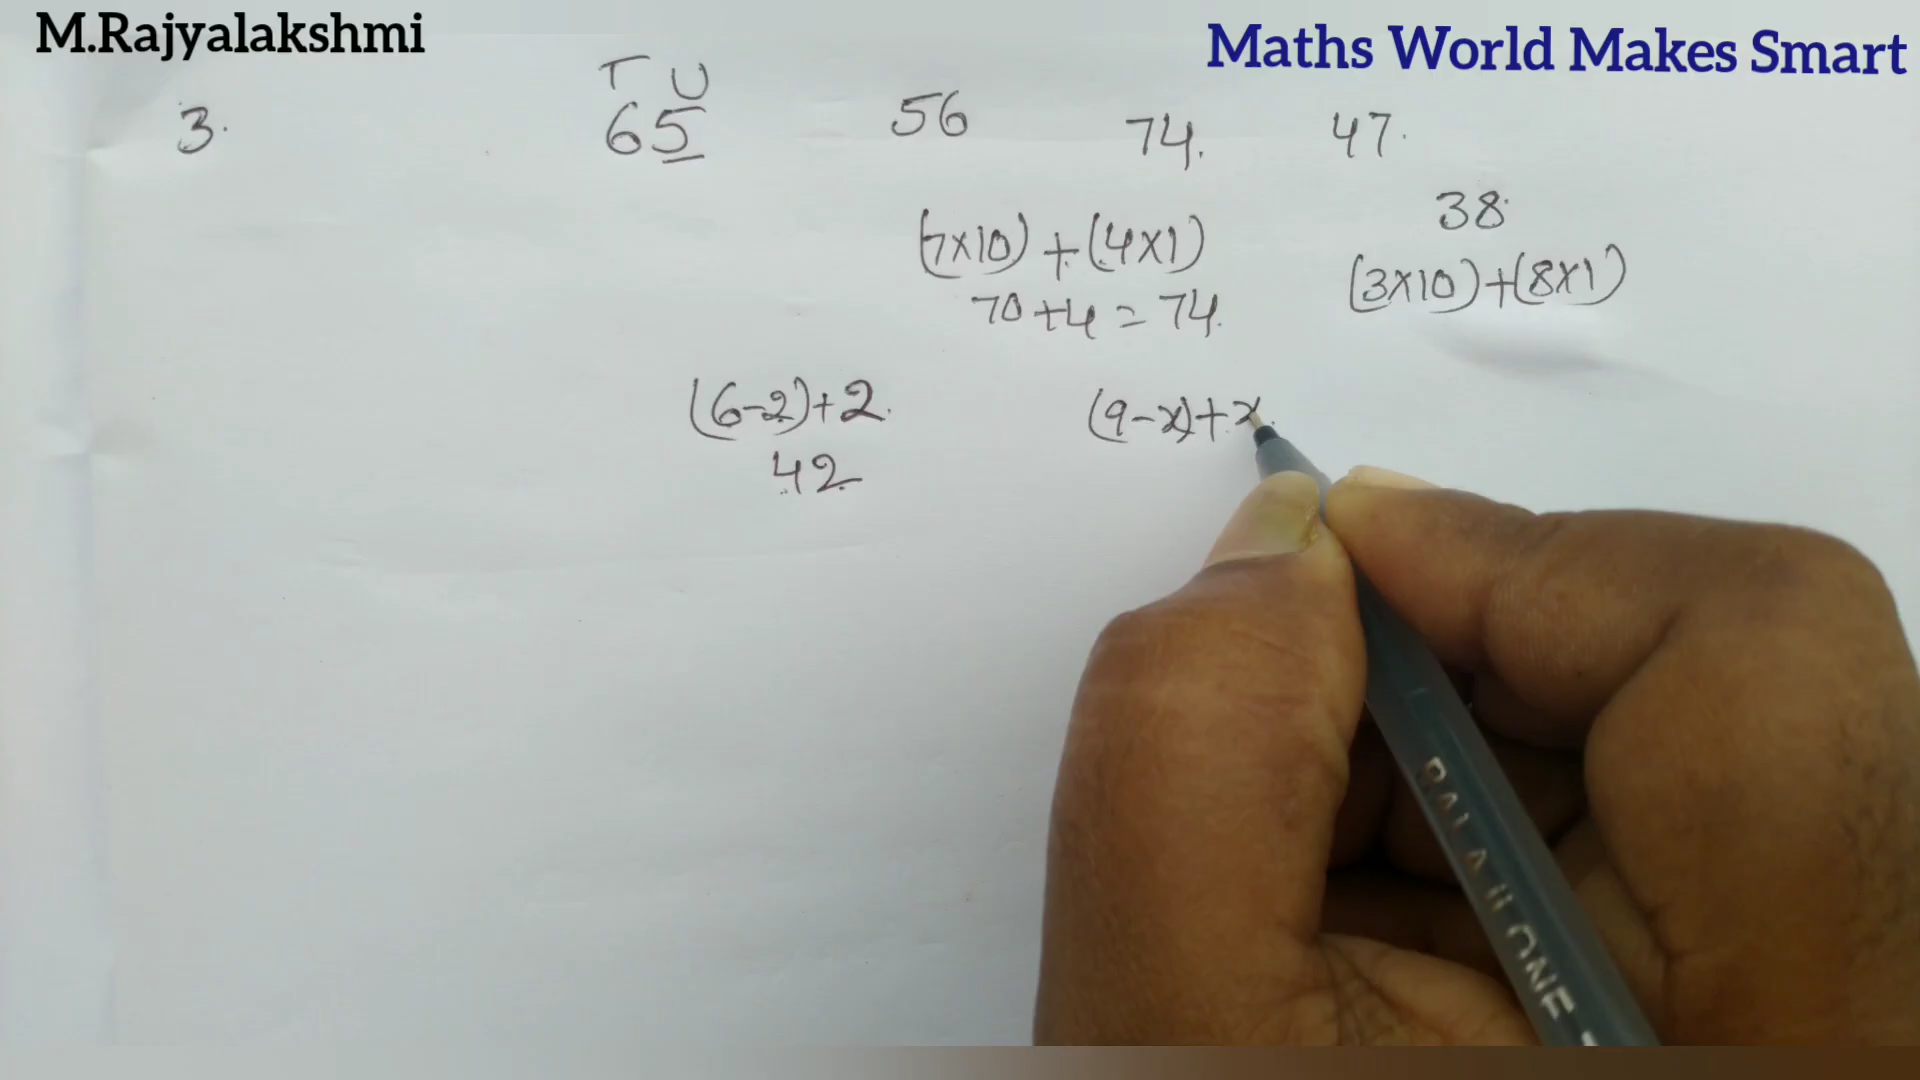 M.Rajyalakshmi
Maths World Makes Smart
T U
3. 65 56 74. 47.
38
(7x10) + (4x1)
(3x10)+(8x1)
70+4 = 74.
(6-2)+2. (9-x)+x
42